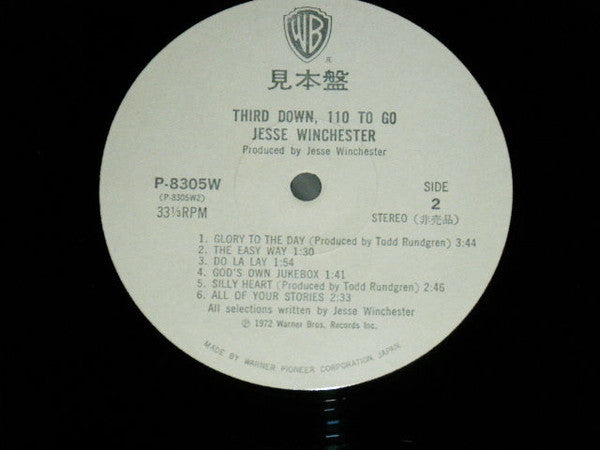 WB
R
見本盤
THIRD DOWN, 110 TO GO
JESSE WINCHESTER
Produced by Jesse Winchester
P-8305W
(P-8305W2)
33⅓RPM
SIDE
2
STEREO (非売品)
1. GLORY TO THE DAY (Produced by Todd Rundgren) 3:44
2. THE EASY WAY 1:30
3. DO LA LAY 1:54
4. GOD'S OWN JUKEBOX 1:41
5. SILLY HEART (Produced by Todd Rundgren) 2:46
6. ALL OF YOUR STORIES 2:33
All selections written by Jesse Winchester
Ⓟ 1972 Warner Bros. Records Inc.
MADE BY WARNER PIONEER CORPORATION, JAPAN